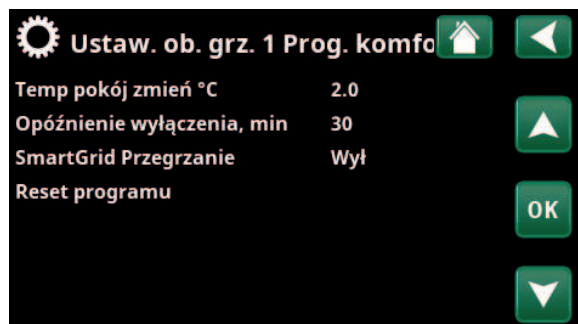 Ustaw. ob. grz. 1 Prog. komfo
Temp pokój zmień °C 2.0
Opóźnienie wyłączenia, min 30
SmartGrid Przegrzanie Wył
Reset programu
OK